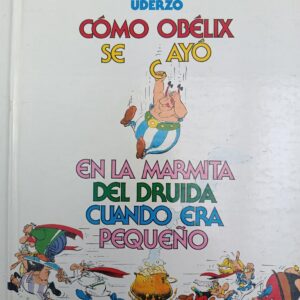 UDERZO
CÓMO OBÉLIX
SE CAYÓ
EN LA MARMITA
DEL DRUIDA
CUANDO ERA
PEQUEÑO